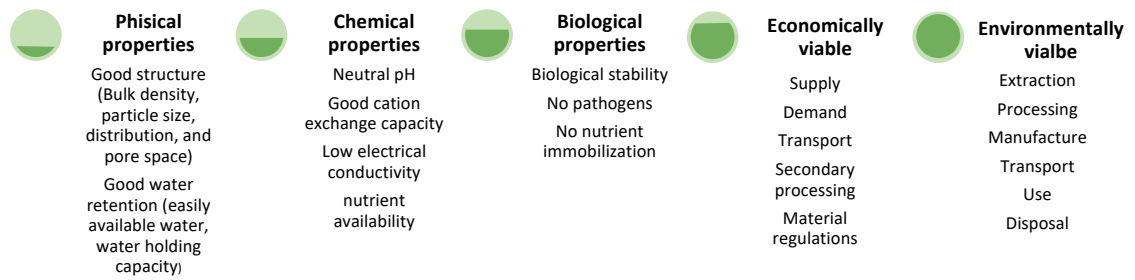 Phisical
properties
Good structure
(Bulk density,
particle size,
distribution, and
pore space)
Good water
retention (easily
available water,
water holding
capacity)
Chemical
properties
Neutral pH
Good cation
exchange capacity
Low electrical
conductivity
nutrient
availability
Biological
properties
Biological stability
No pathogens
No nutrient
immobilization
Economically
viable
Supply
Demand
Transport
Secondary
processing
Material
regulations
Environmentally
vialbe
Extraction
Processing
Manufacture
Transport
Use
Disposal